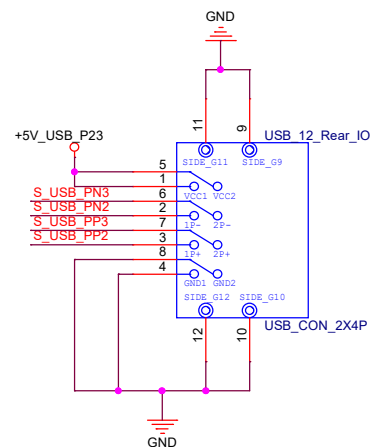 GND
11
9
+5V_USB_P23
USB_12_Rear_IO
5
SIDE_G11 SIDE_G9
1
VCC1 VCC2
S_USB_PN3
6
S_USB_PN2
2
1P- 2P-
S_USB_PP3
7
S_USB_PP2
3
1P+ 2P+
8
4
GND1 GND2
SIDE_G12 SIDE_G10
USB_CON_2X4P
12
10
GND